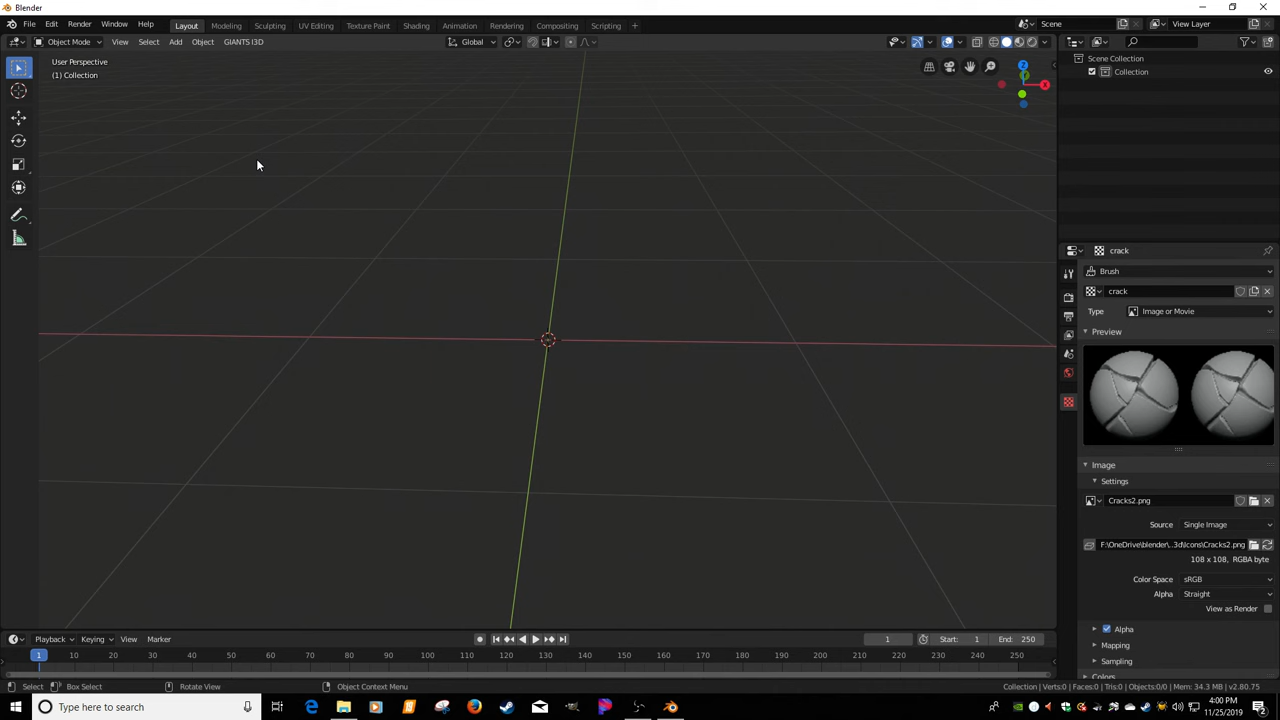 Blender
File Edit Render Window Help Layout Modeling Sculpting UV Editing Texture Paint Shading Animation Rendering Compositing Scripting + Scene View Layer
Object Mode View Select Add Object GIANTS I3D Global
User Perspective
(1) Collection
X
Scene Collection
Collection
crack
Brush
crack
Type Image or Movie
Preview
Image
Settings
Cracks2.png
Source Single Image
F:\OneDrive\blender\..3d\Icons\Cracks2.png
108 x 108, RGBA byte
Color Space sRGB
Alpha Straight
View as Render
Alpha
Mapping
Sampling
Colors
Playback Keying View Marker 1 Start: 1 End: 250
1 10 20 30 40 50 60 70 80 90 100 110 120 130 140 150 160 170 180 190 200 210 220 230 240 250
Select Box Select Rotate View Object Context Menu Collection | Verts:0 | Faces:0 | Tris:0 | Objects:0/0 | Mem: 34.3 MB | v2.80.75
Type here to search
4:00 PM
11/25/2019